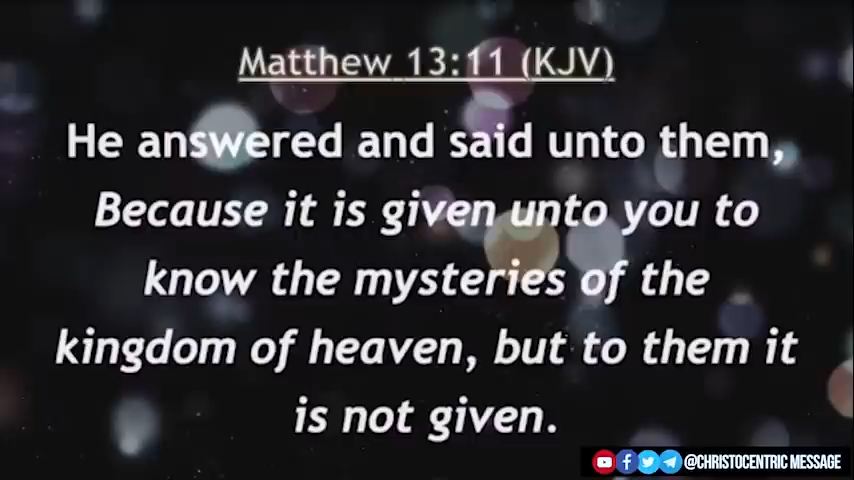 Matthew 13:11 (KJV)
He answered and said unto them,
Because it is given unto you to
know the mysteries of the
kingdom of heaven, but to them it
is not given.
@CHRISTOCENTRIC MESSAGE